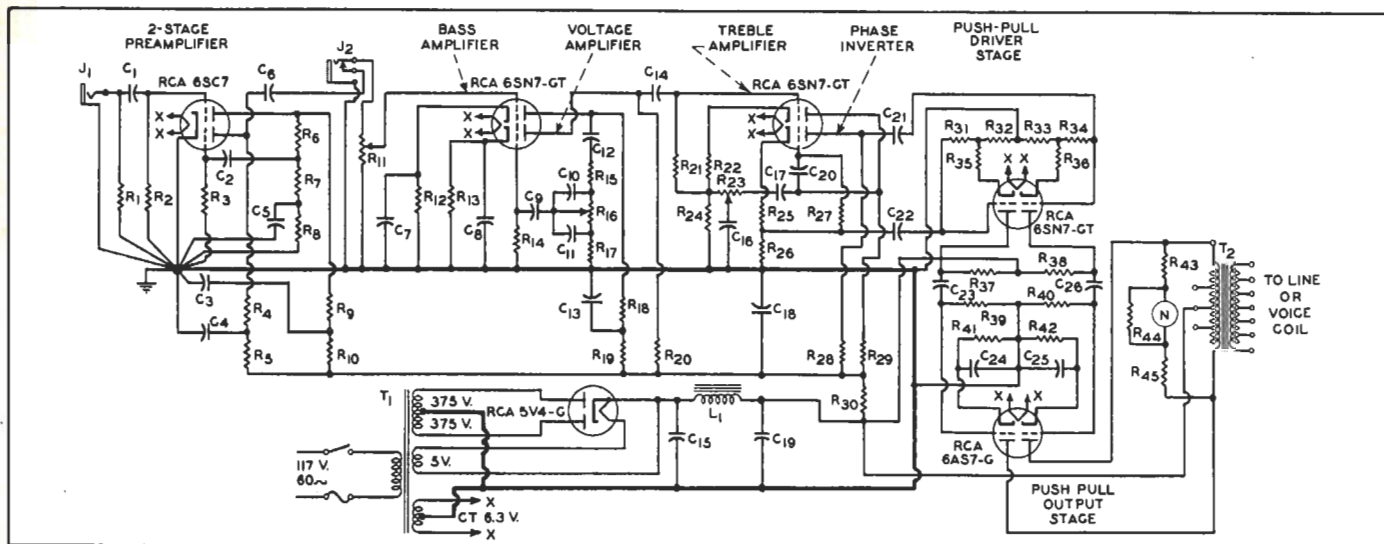 2-STAGE
PREAMPLIFIER
BASS
AMPLIFIER
VOLTAGE
AMPLIFIER
TREBLE
AMPLIFIER
PHASE
INVERTER
PUSH-PULL
DRIVER
STAGE
J1
C1
RCA 6SC7
C6
J2
RCA 6SN7-GT
C14
RCA 6SN7-GT
C21
R31
R32
R33
R34
R35
R36
X
X
X
X
X
X
X
X
RCA
6SN7-GT
R1
R2
R3
C2
C5
R6
R7
R8
R11
C7
R12
R13
C8
R14
C9
C10
C11
C12
R15
R16
R17
R21
R22
R23
R24
C16
C17
C20
R25
R26
R27
C22
C3
C4
R4
R5
R9
R10
C13
R18
R19
R20
C18
R28
R29
R30
R37
R38
C23
C26
R39
R40
R41
R42
C24
C25
X
X
RCA
6AS7-G
PUSH PULL
OUTPUT
STAGE
R43
N
R44
R45
T2
TO LINE
OR
VOICE
COIL
T1
375 V.
375 V.
5V.
CT 6.3 V.
X
X
RCA 5V4-G
L1
C15
C19
117 V.
60~